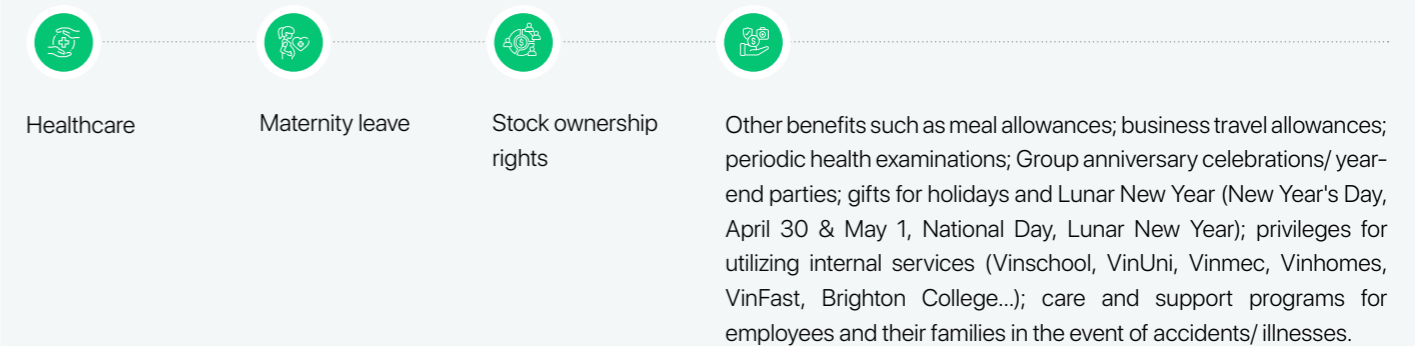 Healthcare
Maternity leave
Stock ownership
rights
Other benefits such as meal allowances; business travel allowances;
periodic health examinations; Group anniversary celebrations/ year-
end parties; gifts for holidays and Lunar New Year (New Year's Day,
April 30 & May 1, National Day, Lunar New Year); privileges for
utilizing internal services (Vinschool, VinUni, Vinmec, Vinhomes,
VinFast, Brighton College...); care and support programs for
employees and their families in the event of accidents/ illnesses.